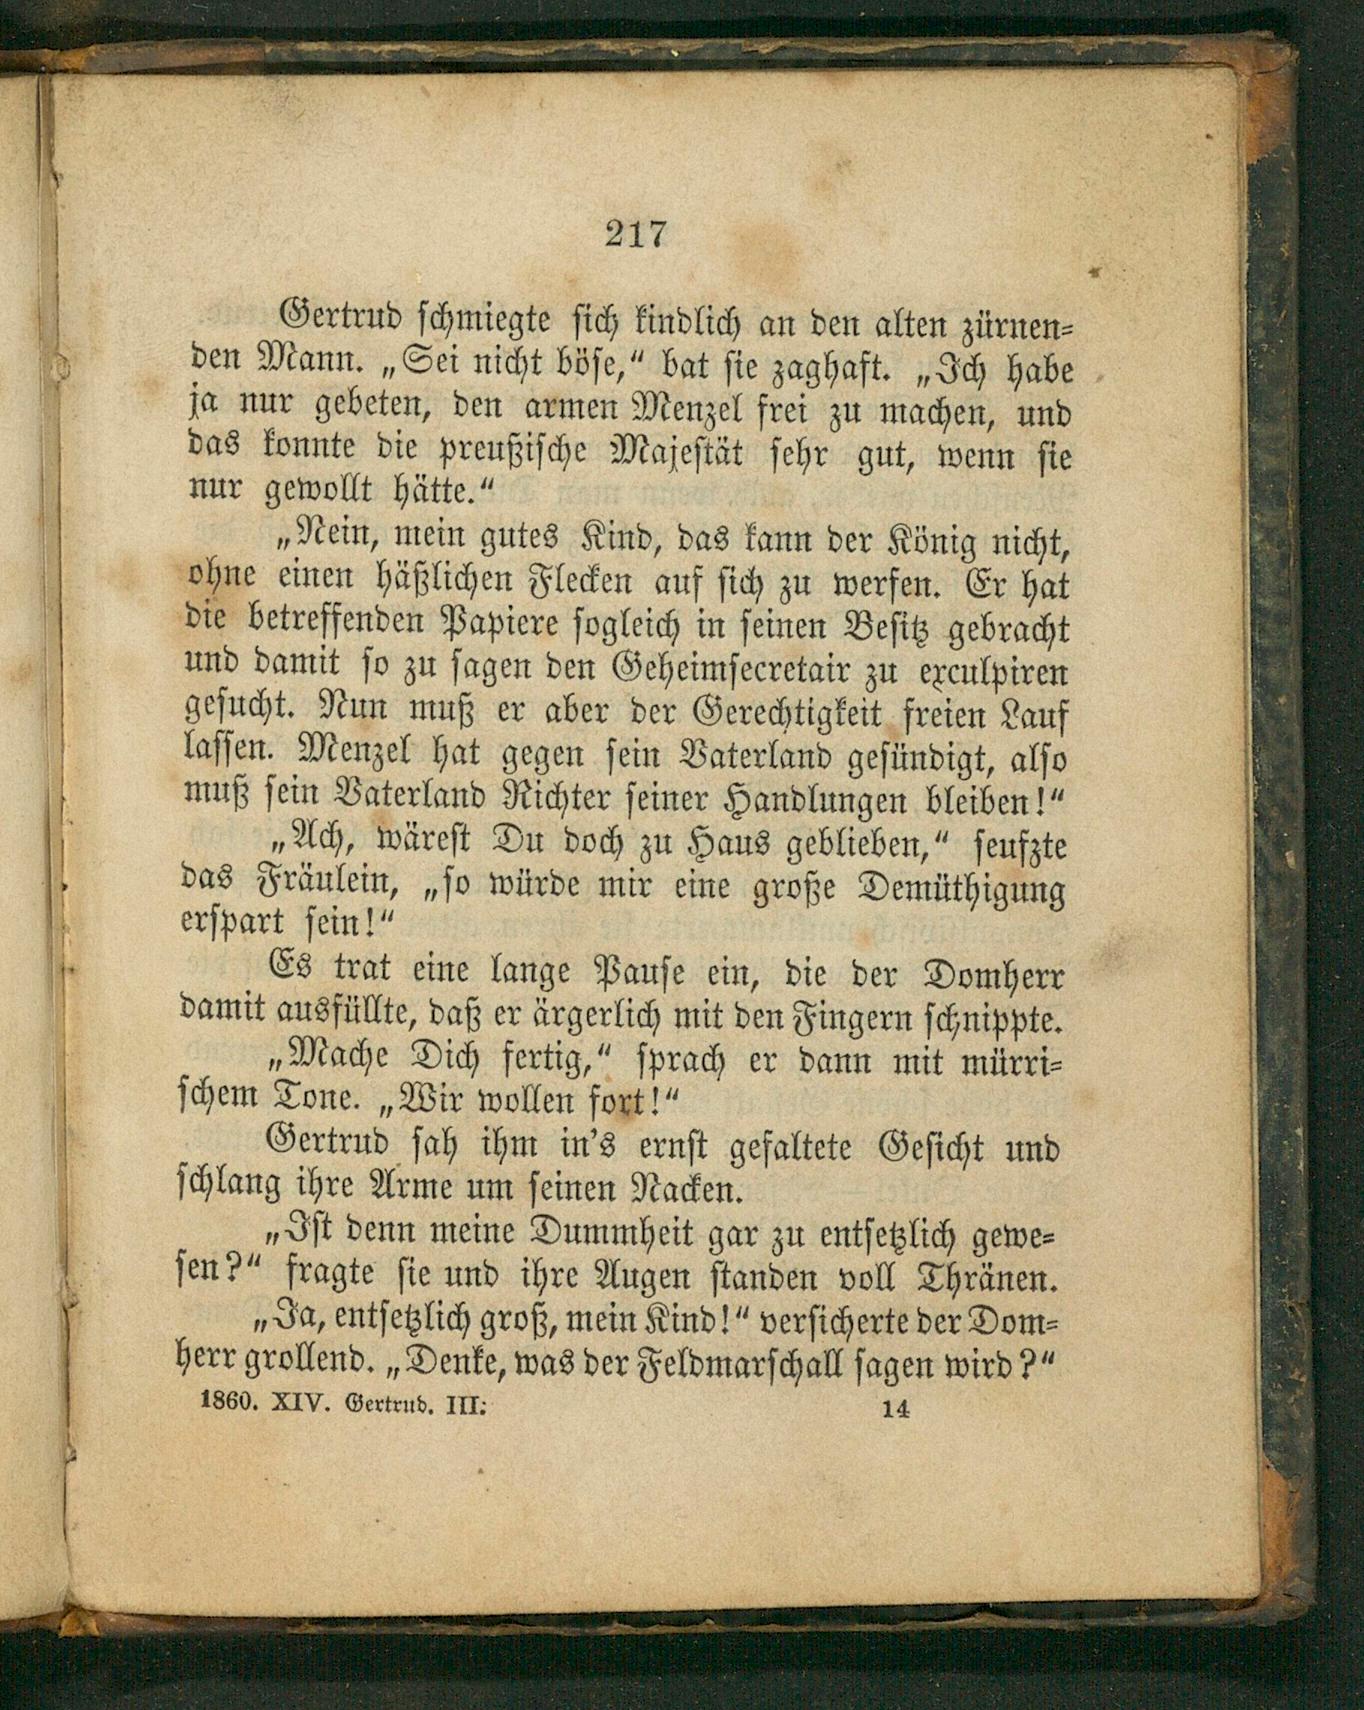 217
Gertrud schmiegte sich kindlich an den alten zürnen-
den Mann. „Sei nicht böse,“ bat sie zaghaft. „Ich habe
ja nur gebeten, den armen Menzel frei zu machen, und
das konnte die preußische Majestät sehr gut, wenn sie
nur gewollt hätte.“
„Nein, mein gutes Kind, das kann der König nicht,
ohne einen häßlichen Flecken auf sich zu werfen. Er hat
die betreffenden Papiere sogleich in seinen Besitz gebracht
und damit so zu sagen den Geheimsecretair zu exculpiren
gesucht. Nun muß er aber der Gerechtigkeit freien Lauf
lassen. Menzel hat gegen sein Vaterland gesündigt, also
muß sein Vaterland Richter seiner Handlungen bleiben!“
„Ach, wärest Du doch zu Haus geblieben,“ seufzte
das Fräulein, „so würde mir eine große Demüthigung
erspart sein!“
Es trat eine lange Pause ein, die der Domherr
damit ausfüllte, daß er ärgerlich mit den Fingern schnippte.
„Mache Dich fertig,“ sprach er dann mit mürri-
schem Tone. „Wir wollen fort!“
Gertrud sah ihm in's ernst gefaltete Gesicht und
schlang ihre Arme um seinen Nacken.
„Ist denn meine Dummheit gar zu entsetzlich gewe-
sen?“ fragte sie und ihre Augen standen voll Thränen.
„Ja, entsetzlich groß, mein Kind!“ versicherte der Dom-
herr grollend. „Denke, was der Feldmarschall sagen wird?“
1860. XIV. Gertrud. III: 14